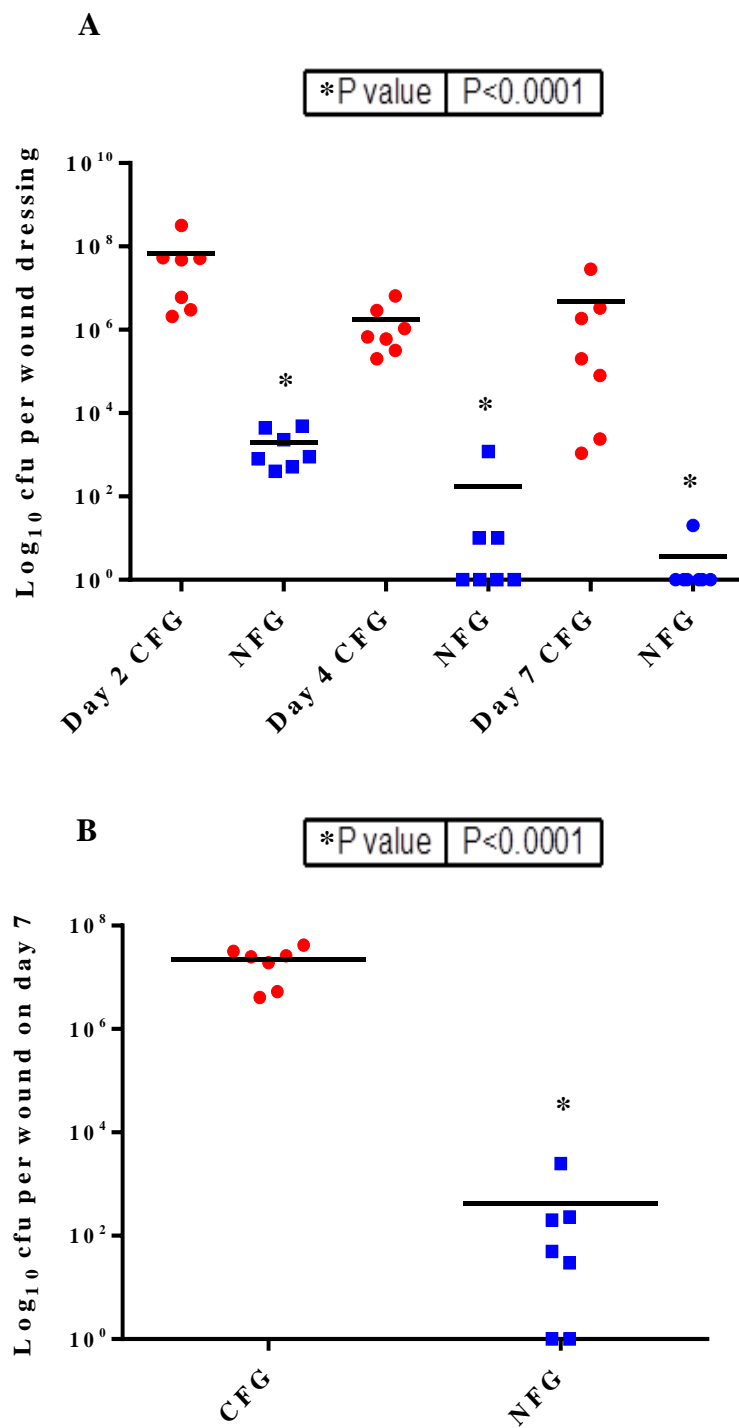 A
*P value P<0.0001
Log10 cfu per wound dressing
10^10
10^8
10^6
10^4
10^2
10^0
*
*
*
Day 2 CFG
NFG
Day 4 CFG
NFG
Day 7 CFG
NFG
B
*P value P<0.0001
Log10 cfu per wound on day 7
10^8
10^6
10^4
10^2
10^0
*
CFG
NFG